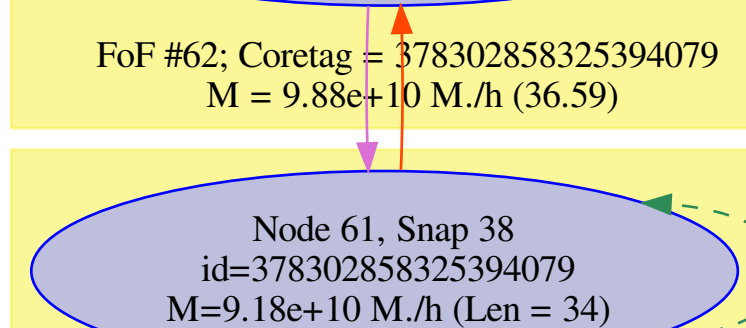 FoF #62; Coretag = 378302858325394079
M = 9.88e+10 M./h (36.59)
Node 61, Snap 38
id=378302858325394079
M=9.18e+10 M./h (Len = 34)